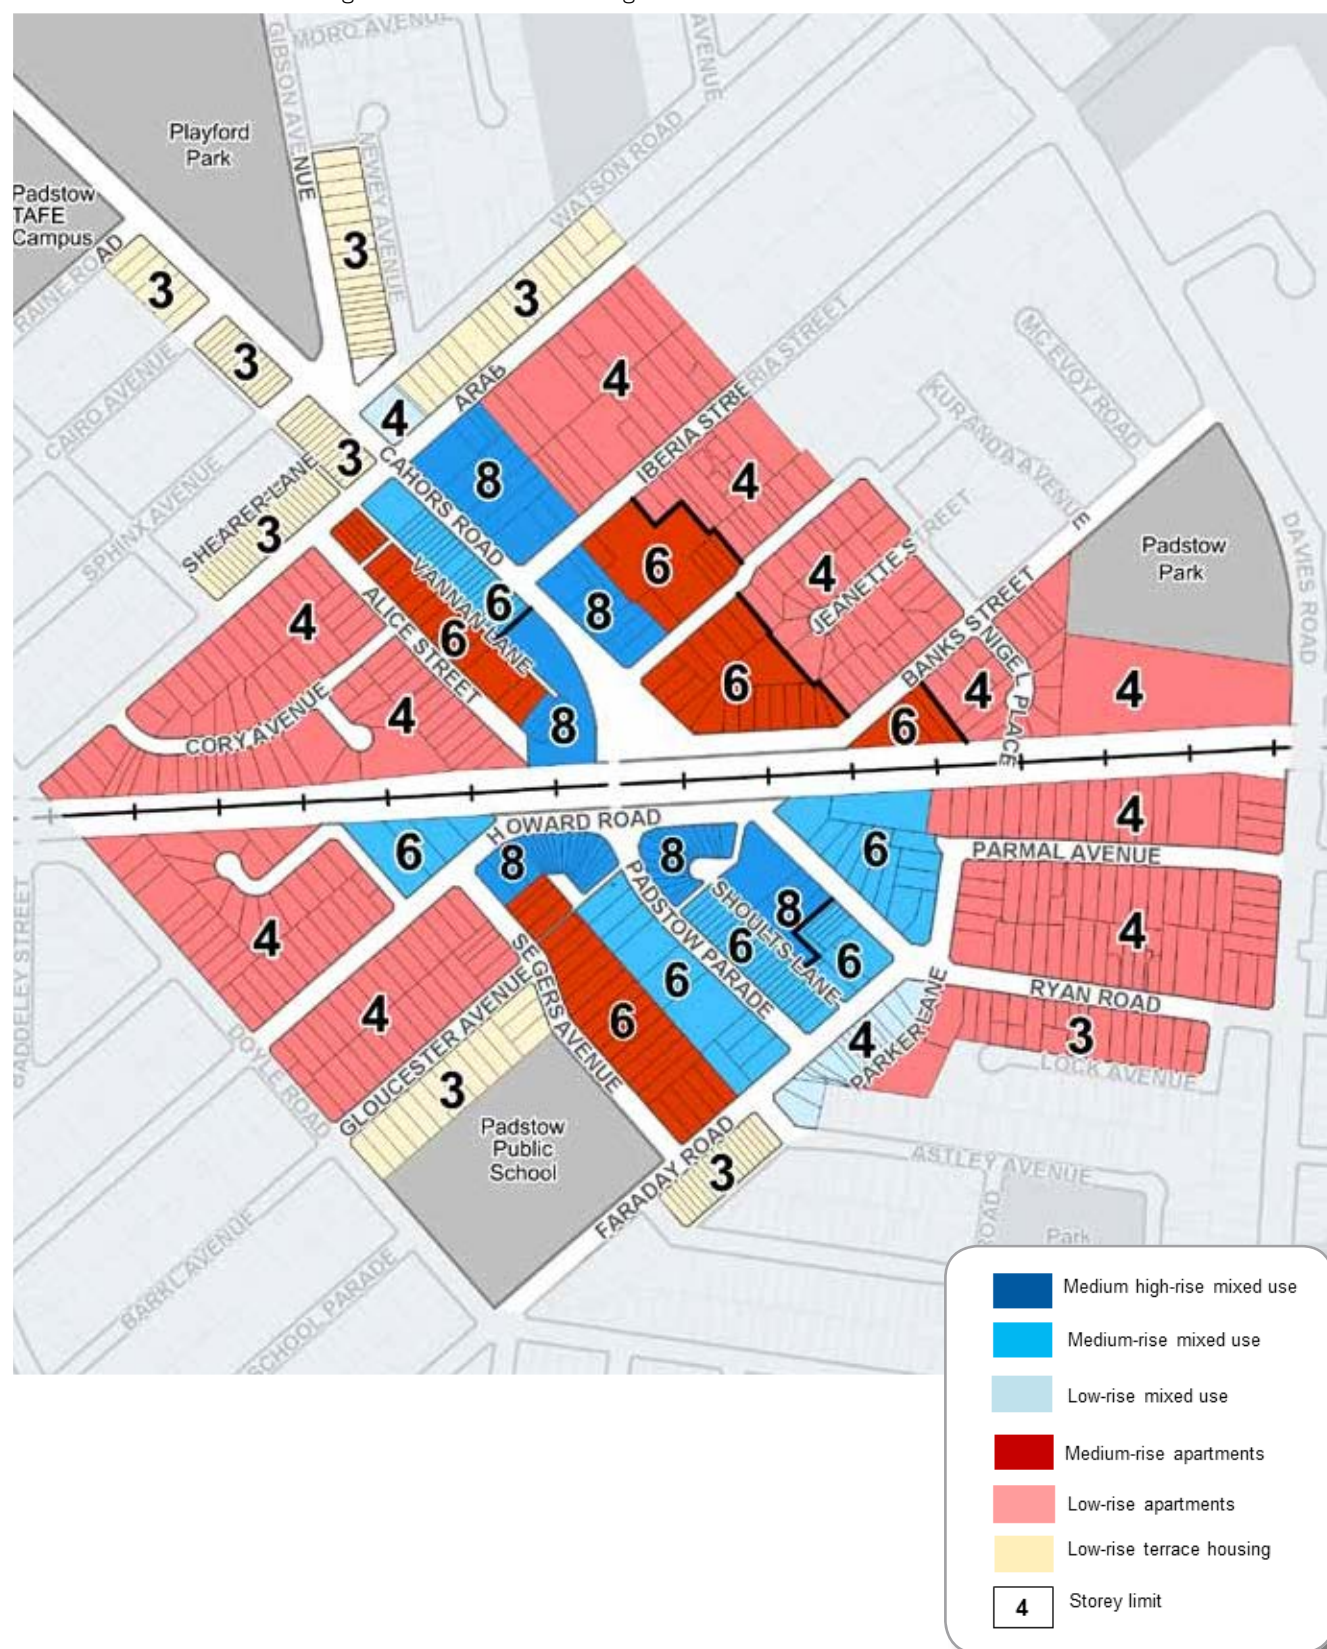 MORO AVENUE
GIBSON AVENUE
AVENUE
Playford
Park
NEWEY AVENUE
WATSON ROAD
Padstow
TAFE
Campus
RAINE ROAD
3
3
3
3
CAIRO AVENUE
4
ARAB
4
IBERIA STREET
MC EVOY ROAD
KURANDA AVENUE
3
SHEARER LANE
3
SPHINX AVENUE
CAHORS ROAD
8
4
E
DAVIES ROAD
Padstow
Park
6
4
JEANETTE S
STREET
VANNAN LANE
6
8
4
ALICE STREET
6
BANKS STREET
NIGEL PLACE
4
4
CORY AVENUE
4
8
6
6
4
HOWARD ROAD
4
6
8
8
6
PARMAL AVENUE
GADDELEY STREET
4
PADSTOW PARADE
SHOULTS LANE
8
6
6
4
SEGERS AVENUE
6
RYAN ROAD
4
6
PARKER LANE
4
3
LOCK AVENUE
DOYLE ROAD
GLOUCESTER AVENUE
3
Padstow
Public
School
FARADAY ROAD
3
ASTLEY AVENUE
ROAD
Park
BARKL AVENUE
SCHOOL PARADE
Medium high-rise mixed use
Medium-rise mixed use
Low-rise mixed use
Medium-rise apartments
Low-rise apartments
Low-rise terrace housing
4 Storey limit